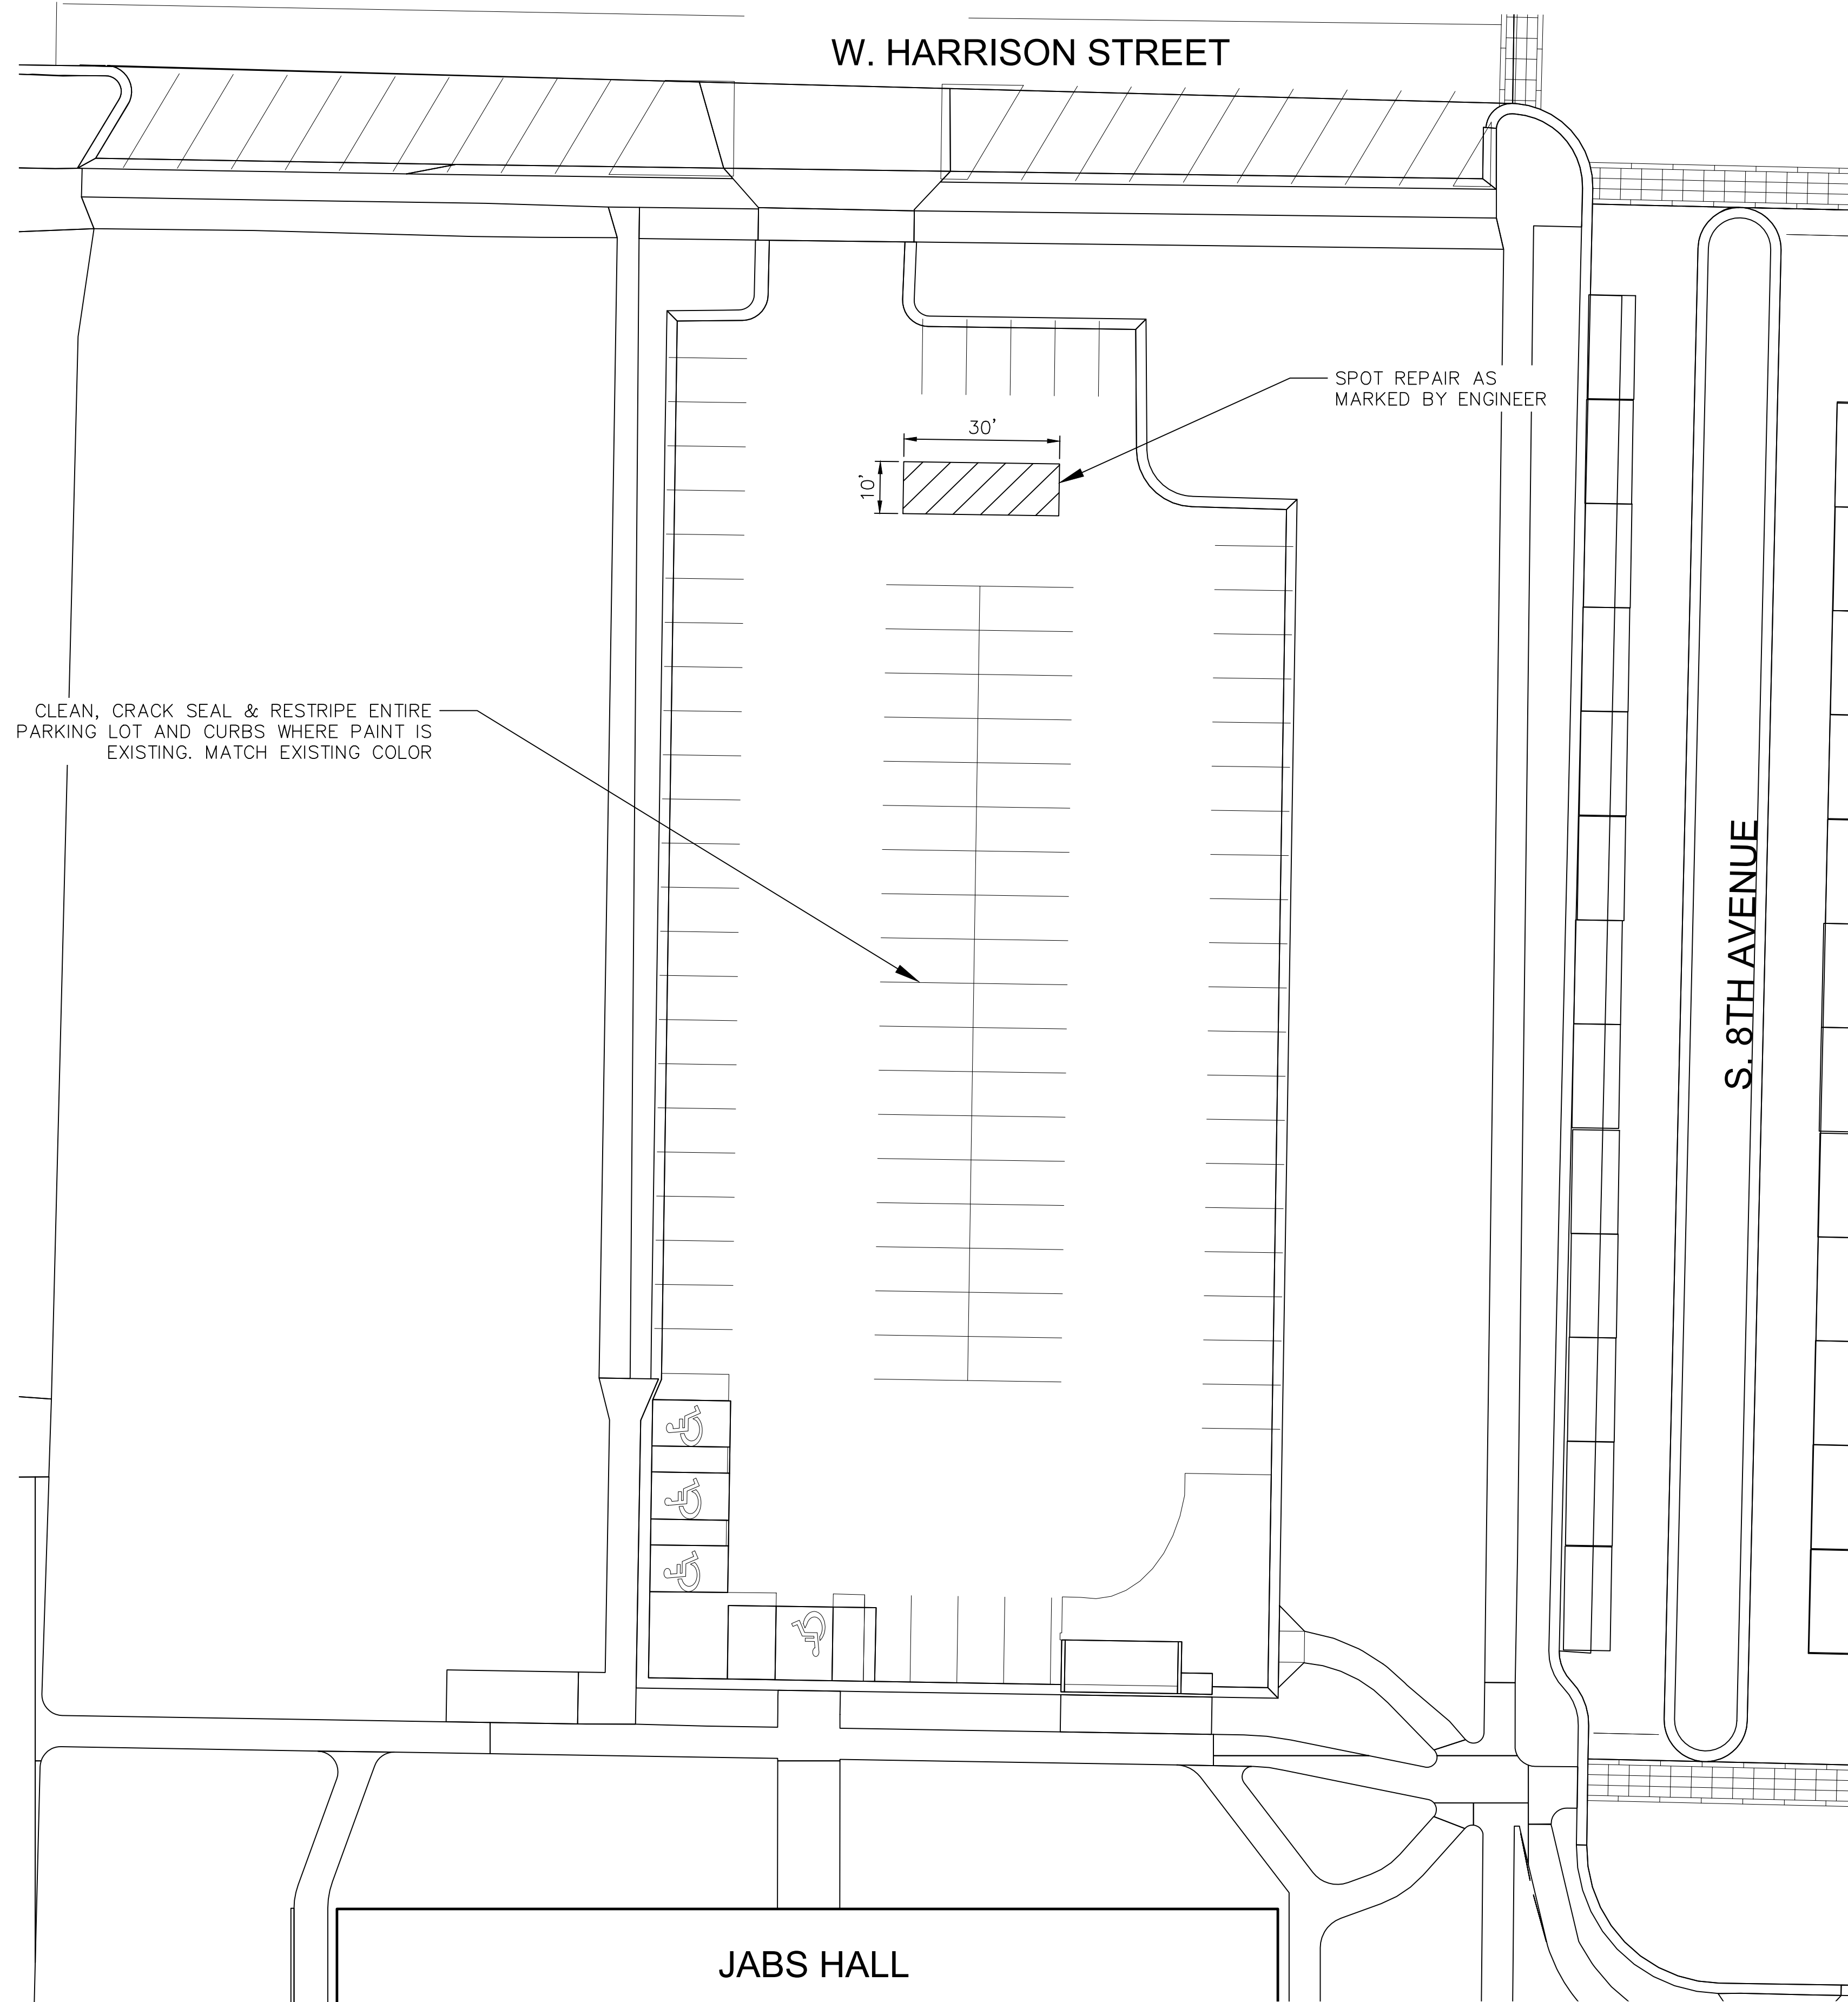 W. HARRISON STREET
SPOT REPAIR AS
MARKED BY ENGINEER
30'
10'
CLEAN, CRACK SEAL & RESTRIPE ENTIRE
PARKING LOT AND CURBS WHERE PAINT IS
EXISTING. MATCH EXISTING COLOR
S. 8TH AVENUE
JABS HALL